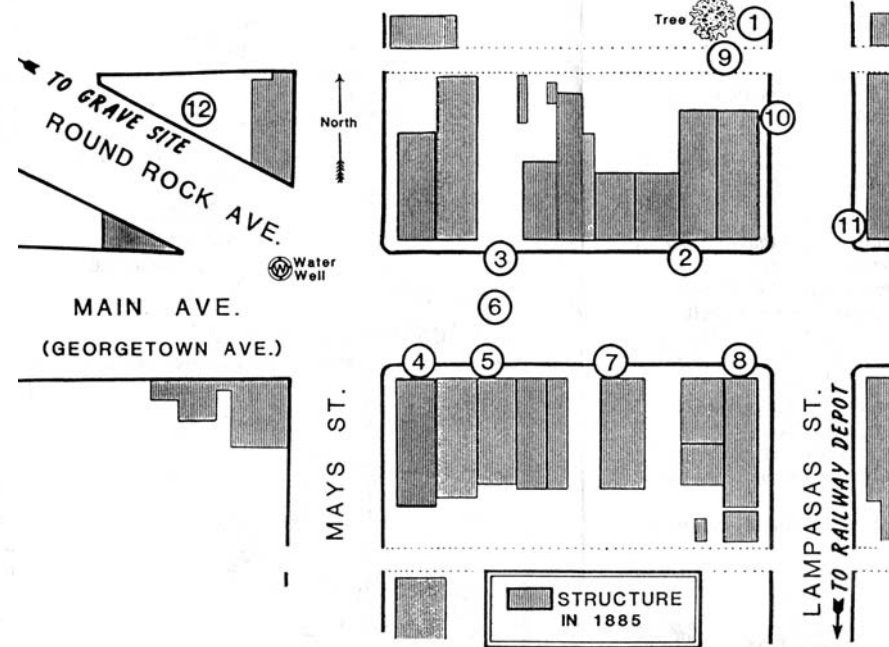 Tree
1
9
TO GRAVE SITE
12
North
10
ROUND ROCK AVE.
11
3
2
W
Water
Well
6
MAIN AVE.
(GEORGETOWN AVE.)
4
5
7
8
MAYS ST.
LAMPASAS ST.
TO RAILWAY DEPOT
STRUCTURE
IN 1885